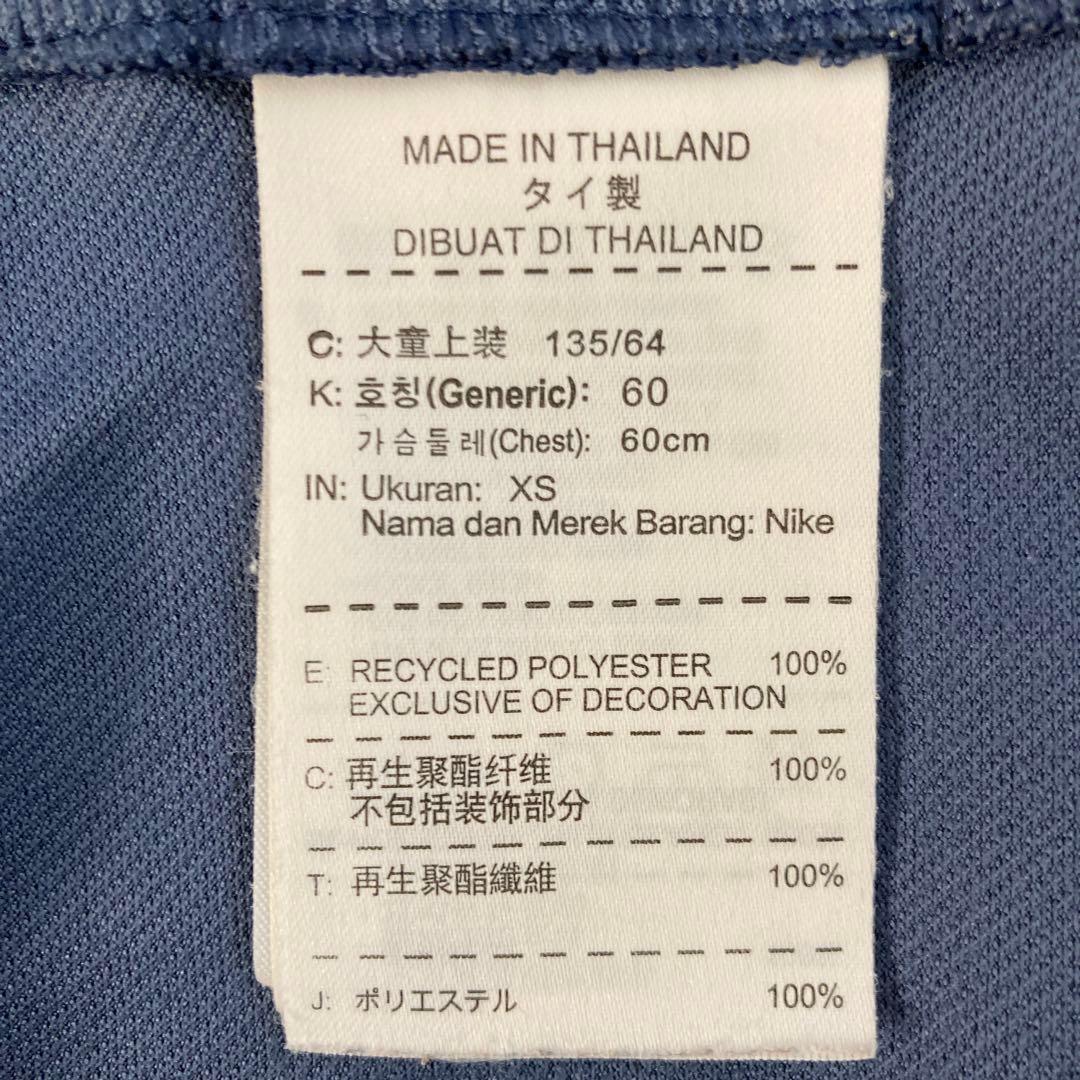 MADE IN THAILAND
タイ製
DIBUAT DI THAILAND
C: 大童上装 135/64
K: 호칭(Generic): 60
가슴둘레(Chest): 60cm
IN: Ukuran: XS
Nama dan Merek Barang: Nike
E: RECYCLED POLYESTER 100%
EXCLUSIVE OF DECORATION
C: 再生聚酯纤维 100%
不包括装饰部分
T: 再生聚酯纖維 100%
J: ポリエステル 100%